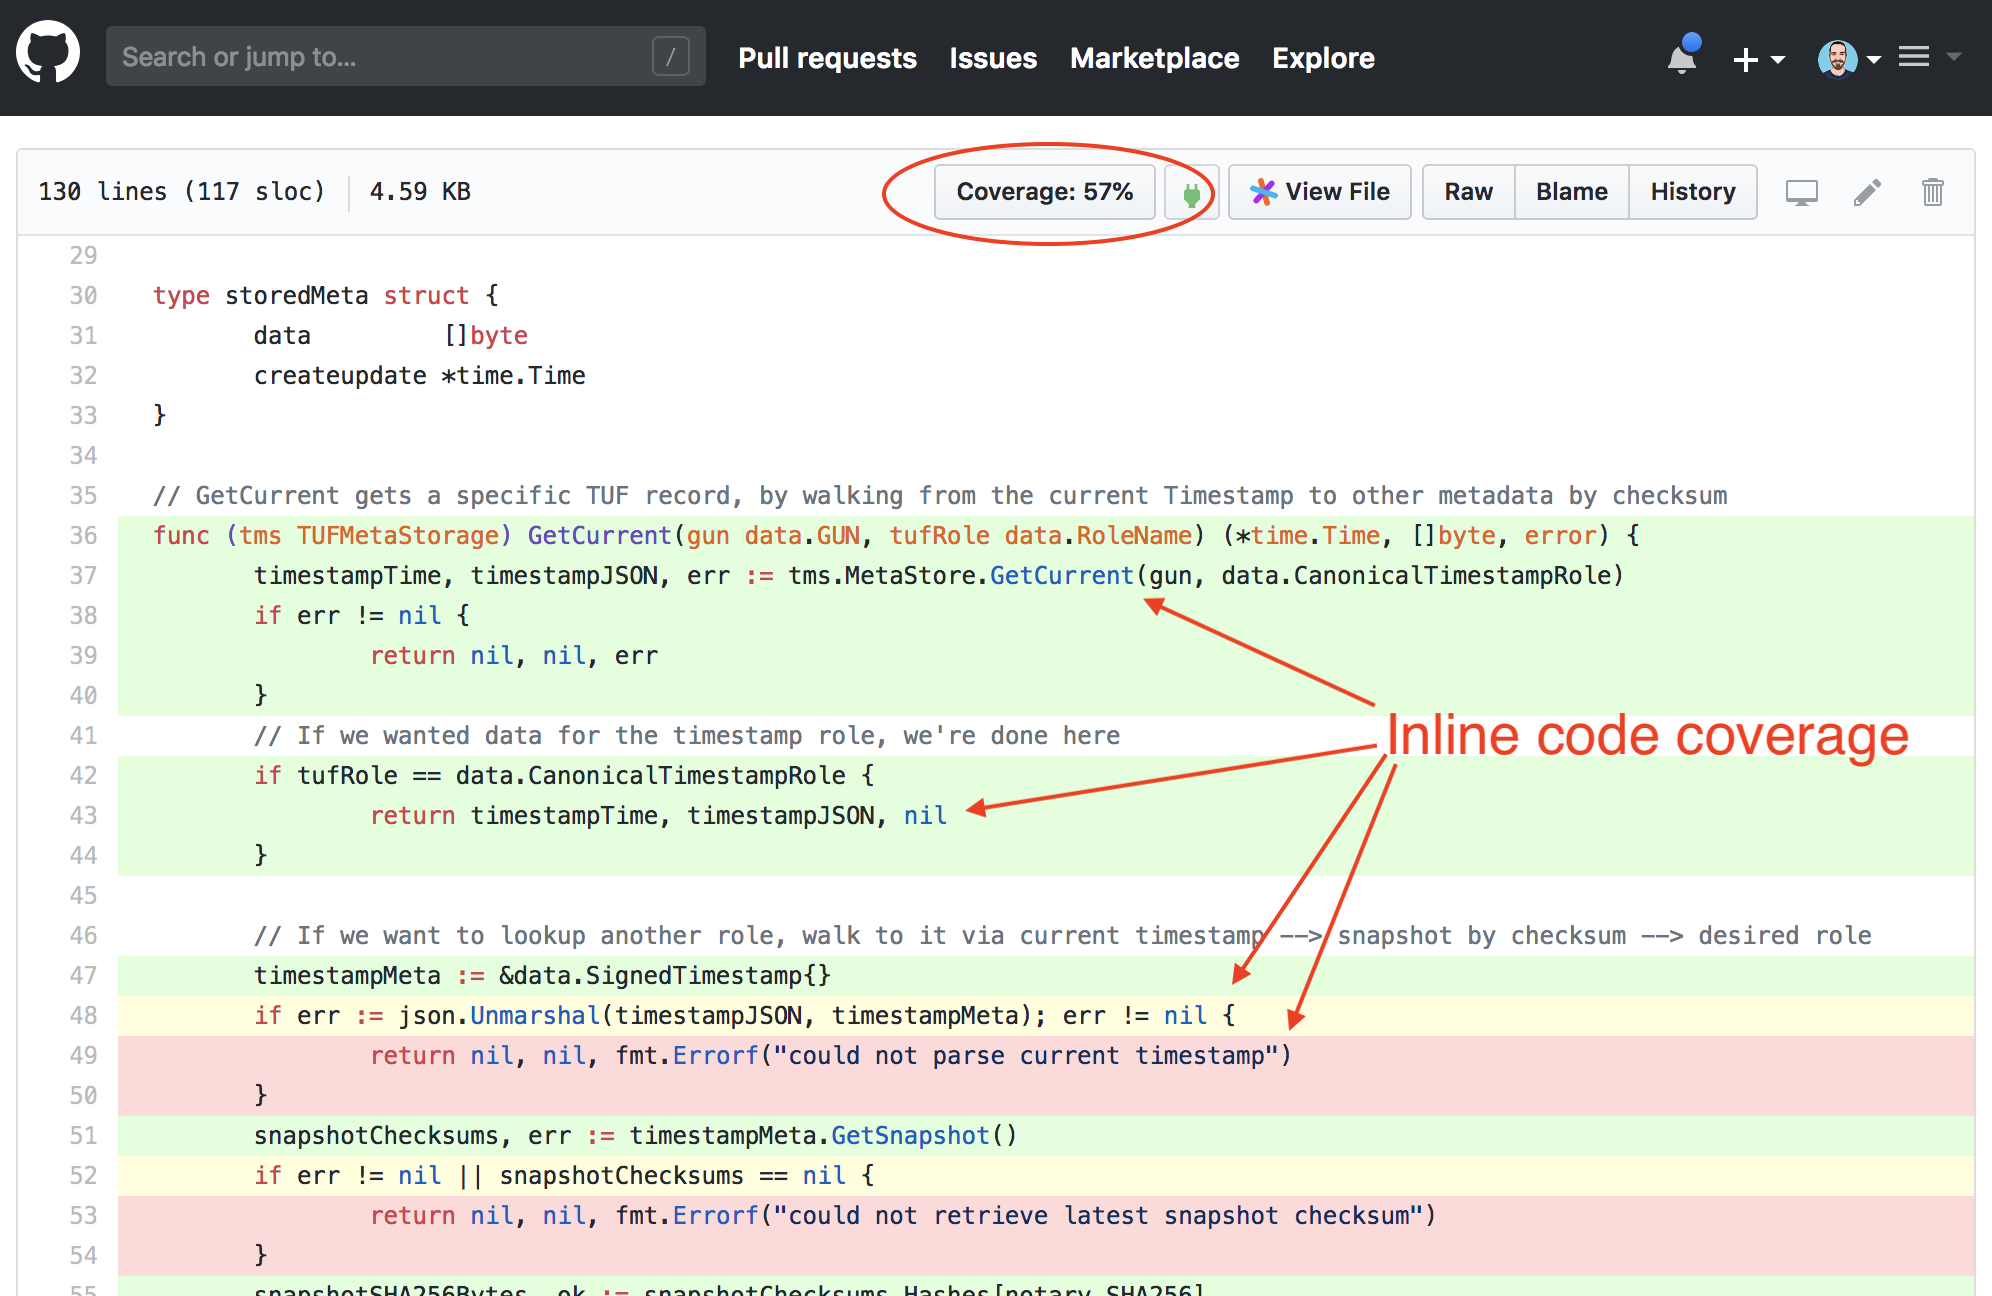 Search or jump to... /
Pull requests Issues Marketplace Explore
130 lines (117 sloc) 4.59 KB
Coverage: 57% View File Raw Blame History
29
30 type storedMeta struct {
31 data []byte
32 createupdate *time.Time
33 }
34
35 // GetCurrent gets a specific TUF record, by walking from the current Timestamp to other metadata by checksum
36 func (tms TUFMetaStorage) GetCurrent(gun data.GUN, tufRole data.RoleName) (*time.Time, []byte, error) {
37 timestampTime, timestampJSON, err := tms.MetaStore.GetCurrent(gun, data.CanonicalTimestampRole)
38 if err != nil {
39 return nil, nil, err
40 }
41 // If we wanted data for the timestamp role, we're done here
Inline code coverage
42 if tufRole == data.CanonicalTimestampRole {
43 return timestampTime, timestampJSON, nil
44 }
45
46 // If we want to lookup another role, walk to it via current timestamp --> snapshot by checksum --> desired role
47 timestampMeta := &data.SignedTimestamp{}
48 if err := json.Unmarshal(timestampJSON, timestampMeta); err != nil {
49 return nil, nil, fmt.Errorf("could not parse current timestamp")
50 }
51 snapshotChecksums, err := timestampMeta.GetSnapshot()
52 if err != nil || snapshotChecksums == nil {
53 return nil, nil, fmt.Errorf("could not retrieve latest snapshot checksum")
54 }
55 snapshotSHA256Bytes, ok := snapshotChecksums.Hashes[notary.SHA256]